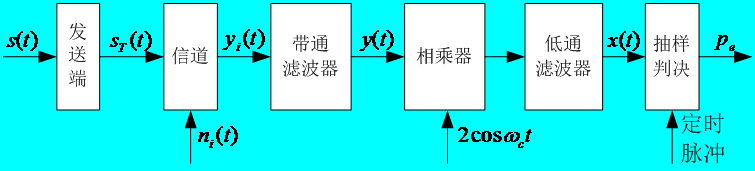 s(t)
发送端
s_T(t)
信道
y_i(t)
带通
滤波器
y(t)
相乘器
低通
滤波器
x(t)
抽样
判决
P_e
n_i(t)
2cosω_ct
定时
脉冲